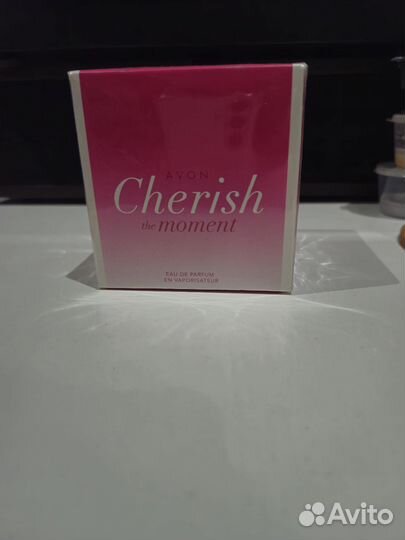 AVON
Cherish
the moment
EAU DE PARFUM
EN VAPORISATEUR
Avito